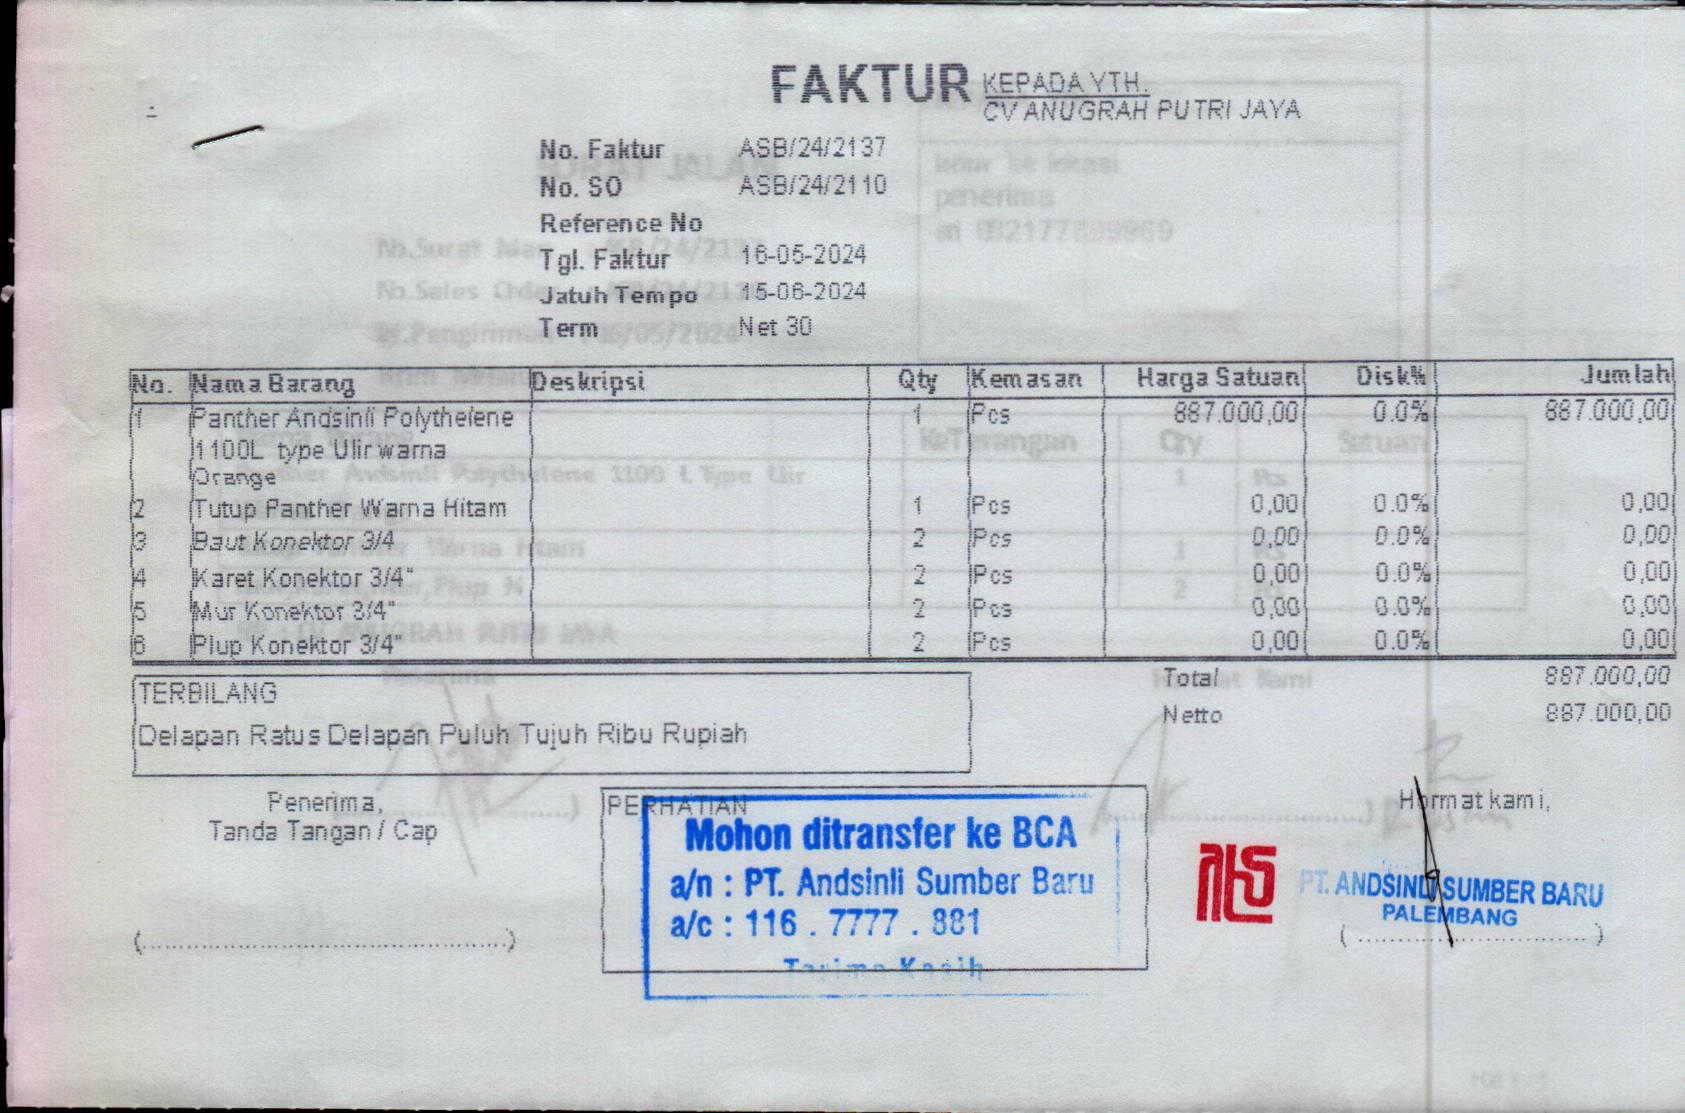 FAKTUR
KEPADA YTH.
CV ANUGRAH PUTRI JAYA
No. Faktur ASB/24/2137
No. SO ASB/24/2110
Reference No
Tgl. Faktur 16-05-2024
Jatuh Tempo 15-06-2024
Term Net 30
No. Nama Barang Deskripsi Qty Kemasan Harga Satuan Disk% Jumlah
1 Panther Andsinli Polythelene 1 Pcs 887.000,00 0.0% 887.000,00
1100L type Ulir warna
Orange
2 Tutup Panther Warna Hitam 1 Pcs 0,00 0.0% 0,00
3 Baut Konektor 3/4 2 Pcs 0,00 0.0% 0,00
4 Karet Konektor 3/4" 2 Pcs 0,00 0.0% 0,00
5 Mur Konektor 3/4" 2 Pcs 0,00 0.0% 0,00
6 Plup Konektor 3/4" 2 Pcs 0,00 0.0% 0,00
Total 887.000,00
Netto 887.000,00
TERBILANG
Delapan Ratus Delapan Puluh Tujuh Ribu Rupiah
Penerima,
Tanda Tangan / Cap
(..........................................)
PERHATIAN
Mohon ditransfer ke BCA
a/n : PT. Andsinli Sumber Baru
a/c : 116 . 7777 . 881
Terima Kasih
Hormat kami,
PT. ANDSINLI SUMBER BARU
PALEMBANG
(..........................................)